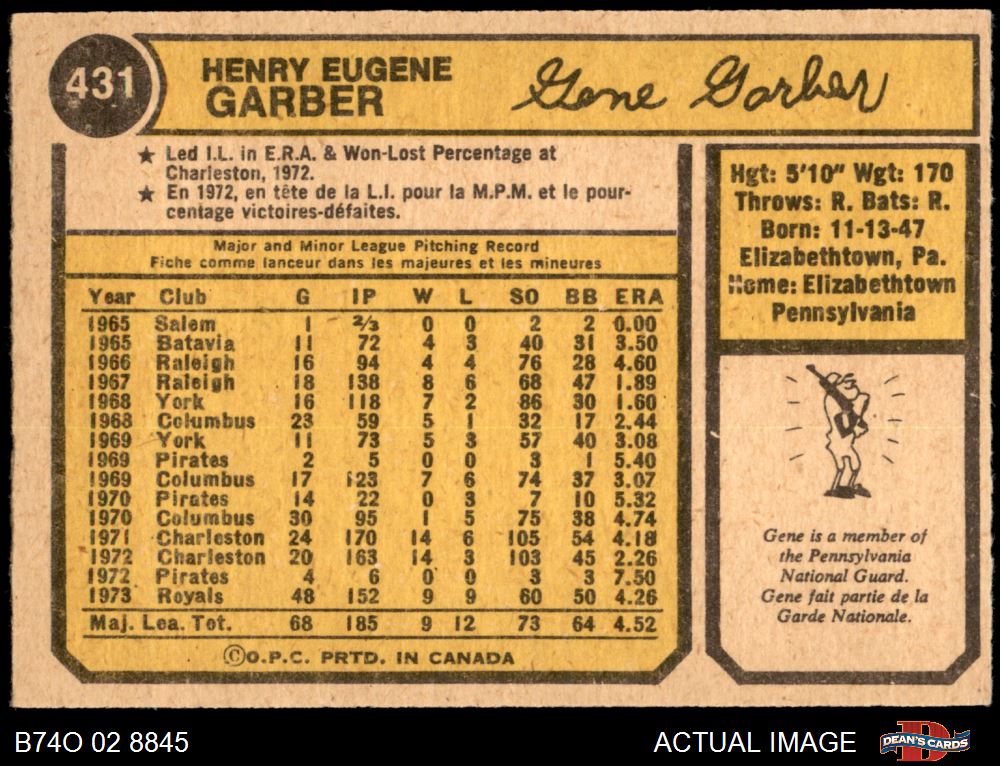 431
HENRY EUGENE
GARBER
Gene Garber
★ Led I.L. in E.R.A. & Won-Lost Percentage at
Charleston, 1972.
★ En 1972, en tête de la L.I. pour la M.P.M. et le pour-
centage victoires-défaites.
Major and Minor League Pitching Record
Fiche comme lanceur dans les majeures et les mineures
Year Club G IP W L SO BB ERA
1965 Salem 1 2/3 0 0 2 2 0.00
1965 Batavia 11 72 4 3 40 31 3.50
1966 Raleigh 16 94 4 4 76 28 4.60
1967 Raleigh 18 138 8 6 68 47 1.89
1968 York 16 118 7 2 86 30 1.60
1968 Columbus 23 59 5 1 32 17 2.44
1969 York 11 73 5 3 57 40 3.08
1969 Pirates 2 5 0 0 3 1 5.40
1969 Columbus 17 123 7 6 74 37 3.07
1970 Pirates 14 22 0 3 7 10 5.32
1970 Columbus 30 95 1 5 75 38 4.74
1971 Charleston 24 170 14 6 105 54 4.18
1972 Charleston 20 163 14 3 103 45 2.26
1972 Pirates 4 6 0 0 3 3 7.50
1973 Royals 48 152 9 9 60 50 4.26
Maj. Lea. Tot. 68 185 9 12 73 64 4.52
©O.P.C. PRTD. IN CANADA
Hgt: 5'10" Wgt: 170
Throws: R. Bats: R.
Born: 11-13-47
Elizabethtown, Pa.
Home: Elizabethtown
Pennsylvania
Gene is a member of
the Pennsylvania
National Guard.
Gene fait partie de la
Garde Nationale.
B74O 02 8845
ACTUAL IMAGE
DEAN'S CARDS